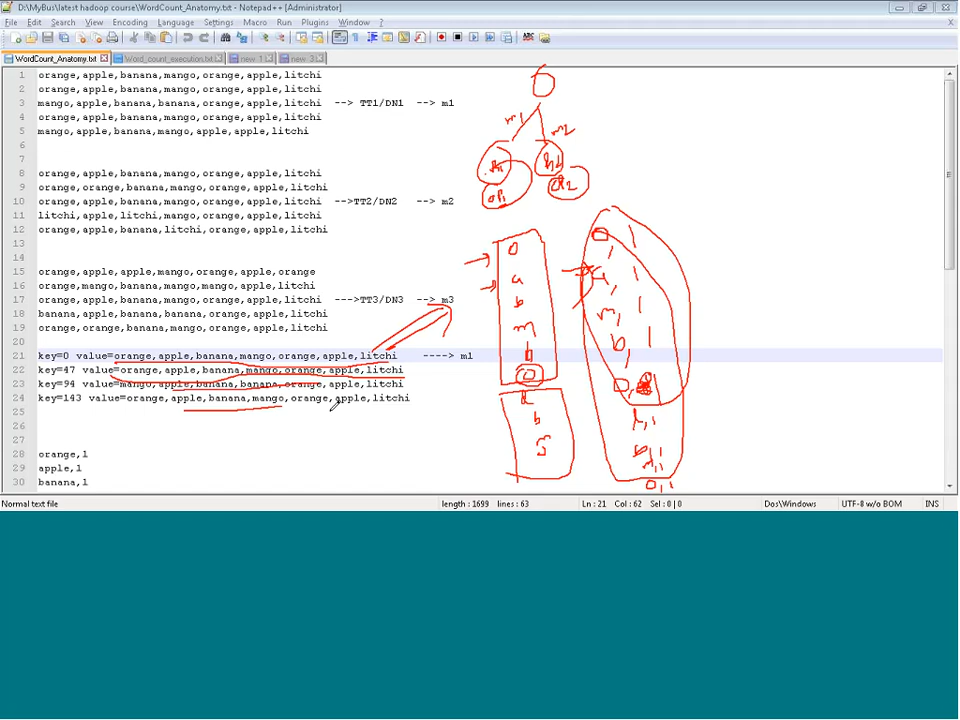 D:\MyBus\latest hadoop course\WordCount_Anatomy.txt - Notepad++ [Administrator]
File Edit Search View Encoding Language Settings Macro Run Plugins Window ? X
WordCount_Anatomy.txt Word_count_execution.txt new 1 new 3
1 orange,apple,banana,mango,orange,apple,litchi
2 orange,apple,banana,mango,orange,apple,litchi
3 mango,apple,banana,banana,orange,apple,litchi --> TT1/DN1 --> m1
4 orange,apple,banana,mango,orange,apple,litchi
5 mango,apple,banana,mango,apple,apple,litchi
6
7
8 orange,apple,banana,mango,orange,apple,litchi
9 orange,orange,banana,mango,orange,apple,litchi
10 orange,apple,banana,mango,orange,apple,litchi -->TT2/DN2 --> m2
11 litchi,apple,litchi,mango,orange,apple,litchi
12 orange,apple,banana,litchi,orange,apple,litchi
13
14
15 orange,apple,apple,mango,orange,apple,orange
16 orange,mango,banana,mango,mango,apple,litchi
17 orange,apple,banana,mango,orange,apple,litchi --->TT3/DN3 --> m3
18 banana,apple,banana,mango,orange,apple,litchi
19 orange,orange,banana,banana,orange,apple,litchi
20
21 key=0 value=orange,apple,banana,mango,orange,apple,litchi ----> m1
22 key=47 value=orange,apple,banana,mango,orange,apple,litchi
23 key=94 value=mango,apple,banana,banana,orange,apple,litchi
24 key=143 value=orange,apple,banana,mango,orange,apple,litchi
25
26
27
28 orange,1
29 apple,1
30 banana,1
m1 m2
o
a
b
m
Normal text file length : 1699 lines : 63 Ln : 21 Col : 62 Sel : 0 | 0 Dos\Windows UTF-8 w/o BOM INS